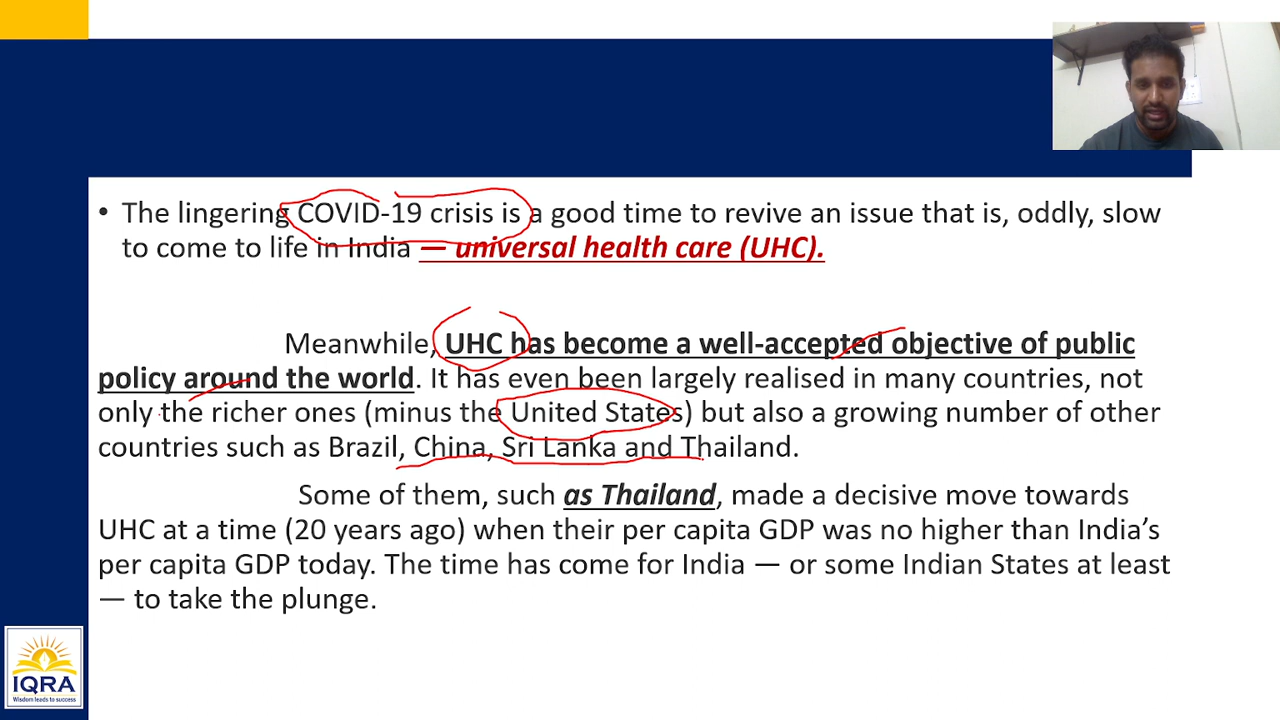 • The lingering COVID-19 crisis is a good time to revive an issue that is, oddly, slow
to come to life in India — universal health care (UHC).
Meanwhile, UHC has become a well-accepted objective of public
policy around the world. It has even been largely realised in many countries, not
only the richer ones (minus the United States) but also a growing number of other
countries such as Brazil, China, Sri Lanka and Thailand.
Some of them, such as Thailand, made a decisive move towards
UHC at a time (20 years ago) when their per capita GDP was no higher than India’s
per capita GDP today. The time has come for India — or some Indian States at least
— to take the plunge.
IQRA
Wisdom leads to success